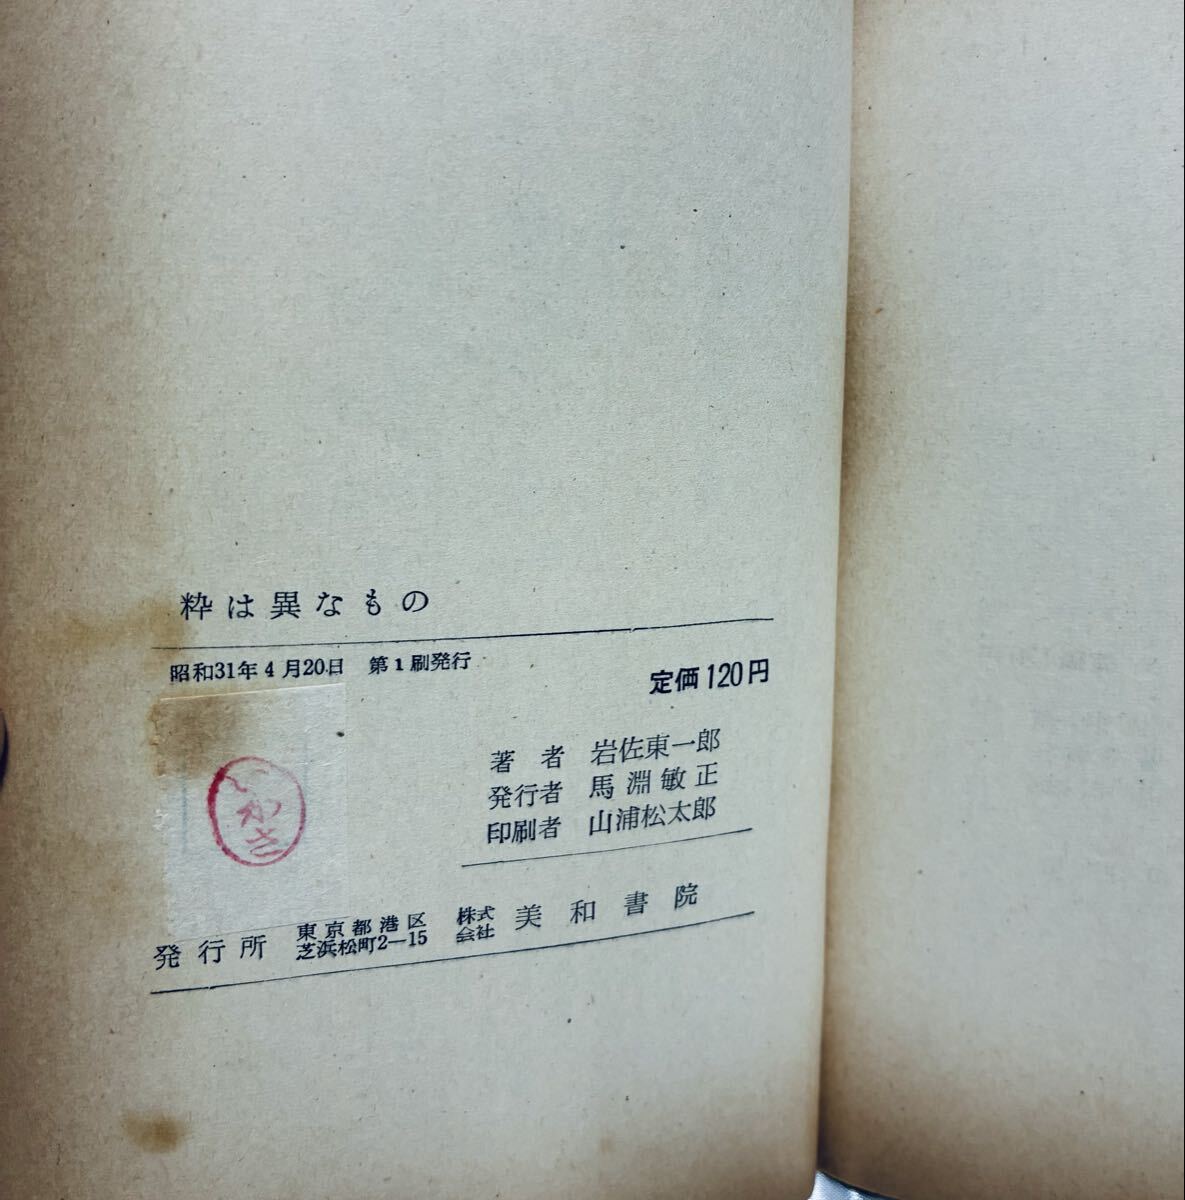 粋は異なもの
昭和31年4月20日 第1刷発行
定価120円
著者 岩佐東一郎
発行者 馬淵敏正
印刷者 山浦松太郎
発行所 東京都港区芝浜松町2—15 株式会社 美和書院